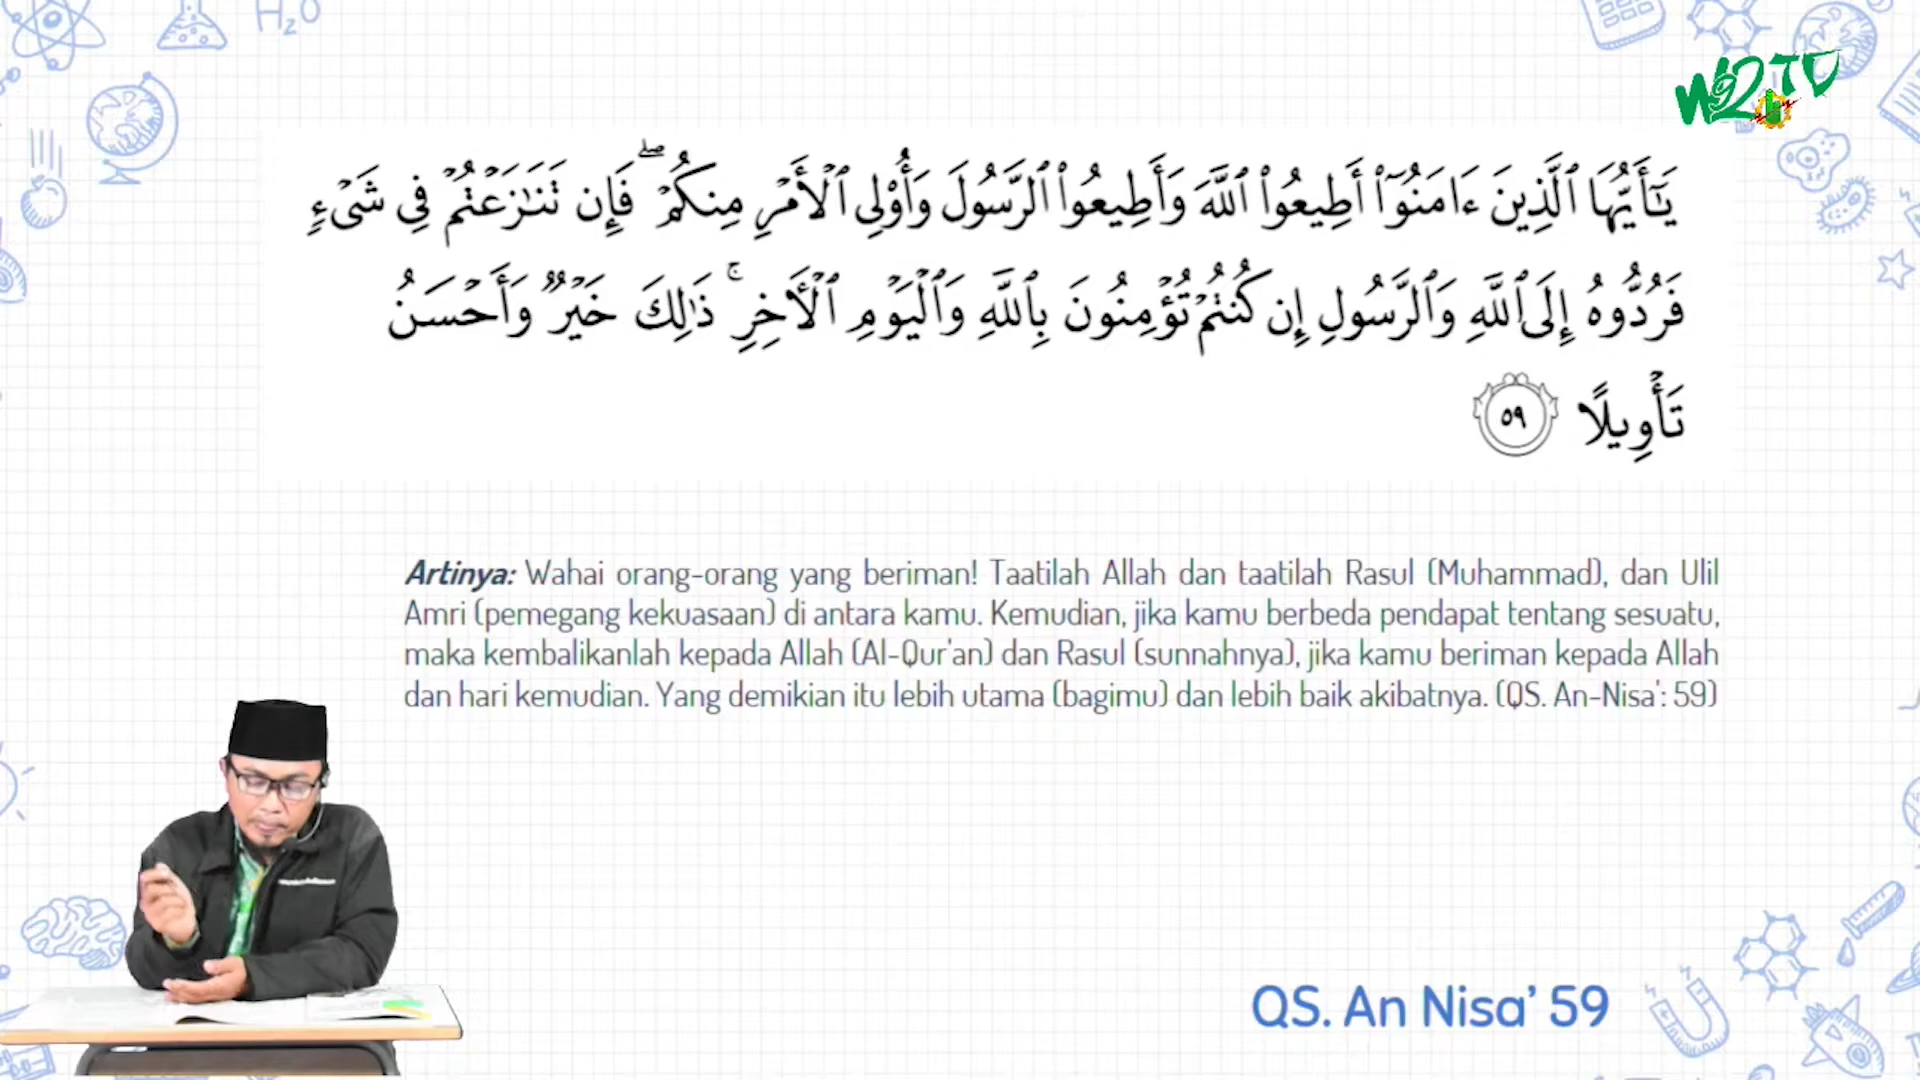 H₂O
W92TV
يَـٰٓأَيُّهَا ٱلَّذِينَ ءَامَنُوٓا۟ أَطِيعُوا۟ ٱللَّهَ وَأَطِيعُوا۟ ٱلرَّسُولَ وَأُو۟لِى ٱلْأَمْرِ مِنكُمْ ۖ فَإِن تَنَـٰزَعْتُمْ فِى شَىْءٍ
فَرُدُّوهُ إِلَى ٱللَّهِ وَٱلرَّسُولِ إِن كُنتُمْ تُؤْمِنُونَ بِٱللَّهِ وَٱلْيَوْمِ ٱلْـَٔاخِرِ ۚ ذَٰلِكَ خَيْرٌ وَأَحْسَنُ
تَأْوِيلًا ٥٩
Artinya: Wahai orang-orang yang beriman! Taatilah Allah dan taatilah Rasul (Muhammad), dan Ulil
Amri (pemegang kekuasaan) di antara kamu. Kemudian, jika kamu berbeda pendapat tentang sesuatu,
maka kembalikanlah kepada Allah (Al-Qur'an) dan Rasul (sunnahnya), jika kamu beriman kepada Allah
dan hari kemudian. Yang demikian itu lebih utama (bagimu) dan lebih baik akibatnya. (QS. An-Nisa': 59)
QS. An Nisa' 59